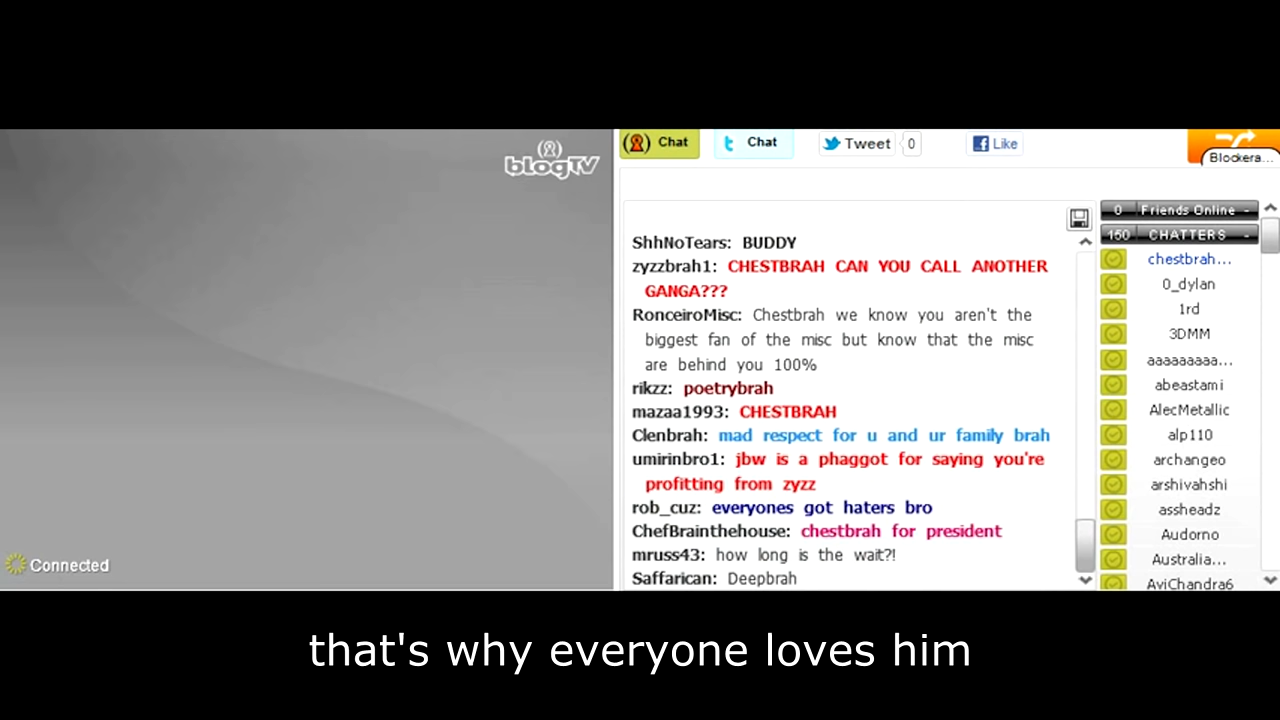 blogTV
Connected
Chat
Chat
Tweet
0
Like
Blockera...
ShhNoTears: BUDDY
zyzzbrah1: CHESTBRAH CAN YOU CALL ANOTHER
GANGA???
RonceiroMisc: Chestbrah we know you aren't the
biggest fan of the misc but know that the misc
are behind you 100%
rikzz: poetrybrah
mazaa1993: CHESTBRAH
Clenbrah: mad respect for u and ur family brah
umirinbro1: jbw is a phaggot for saying you're
profitting from zyzz
rob_cuz: everyones got haters bro
ChefBrainthehouse: chestbrah for president
mruss43: how long is the wait?!
Saffarican: Deepbrah
0 Friends Online -
150 CHATTERS -
chestbrah...
0_dylan
1rd
3DMM
aaaaaaaaa...
abeastami
AlecMetallic
alp110
archangeo
arshivahshi
assheadz
Audorno
Australia...
AviChandra6
that's why everyone loves him